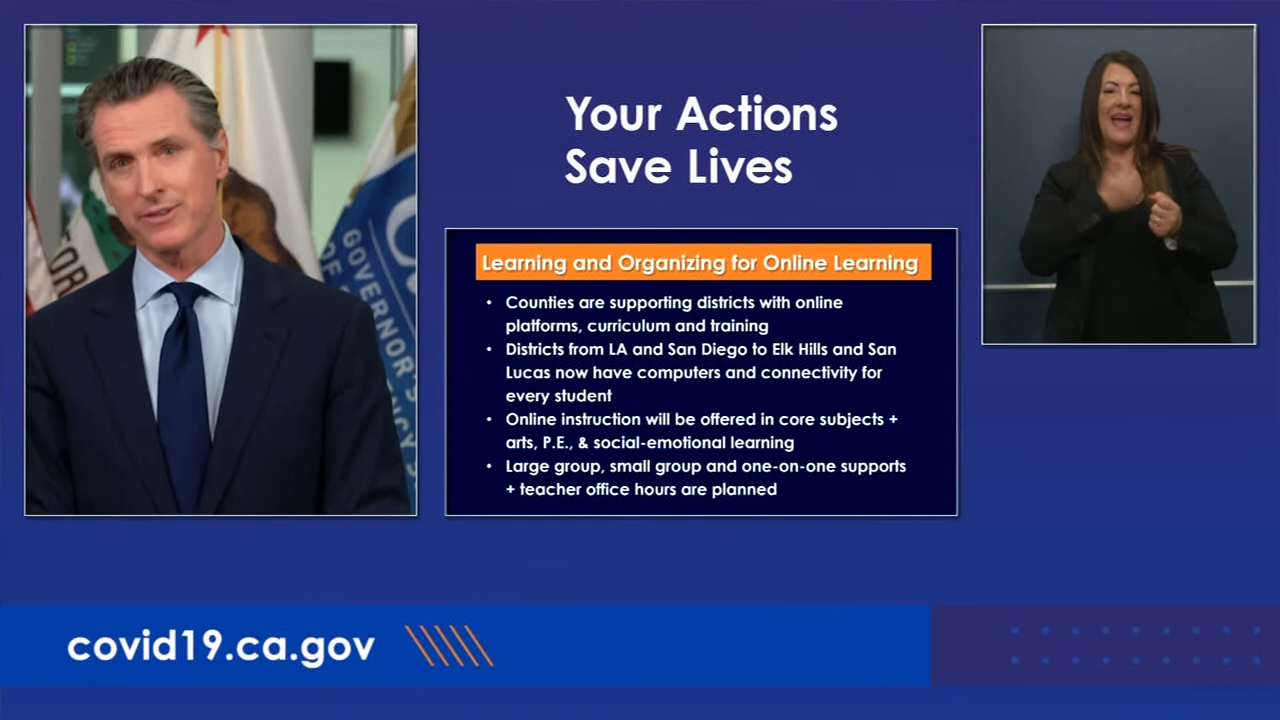 Your Actions
Save Lives
Learning and Organizing for Online Learning
• Counties are supporting districts with online
platforms, curriculum and training
• Districts from LA and San Diego to Elk Hills and San
Lucas now have computers and connectivity for
every student
• Online instruction will be offered in core subjects +
arts, P.E., & social-emotional learning
• Large group, small group and one-on-one supports
+ teacher office hours are planned
GOVERNOR'S
OF
covid19.ca.gov